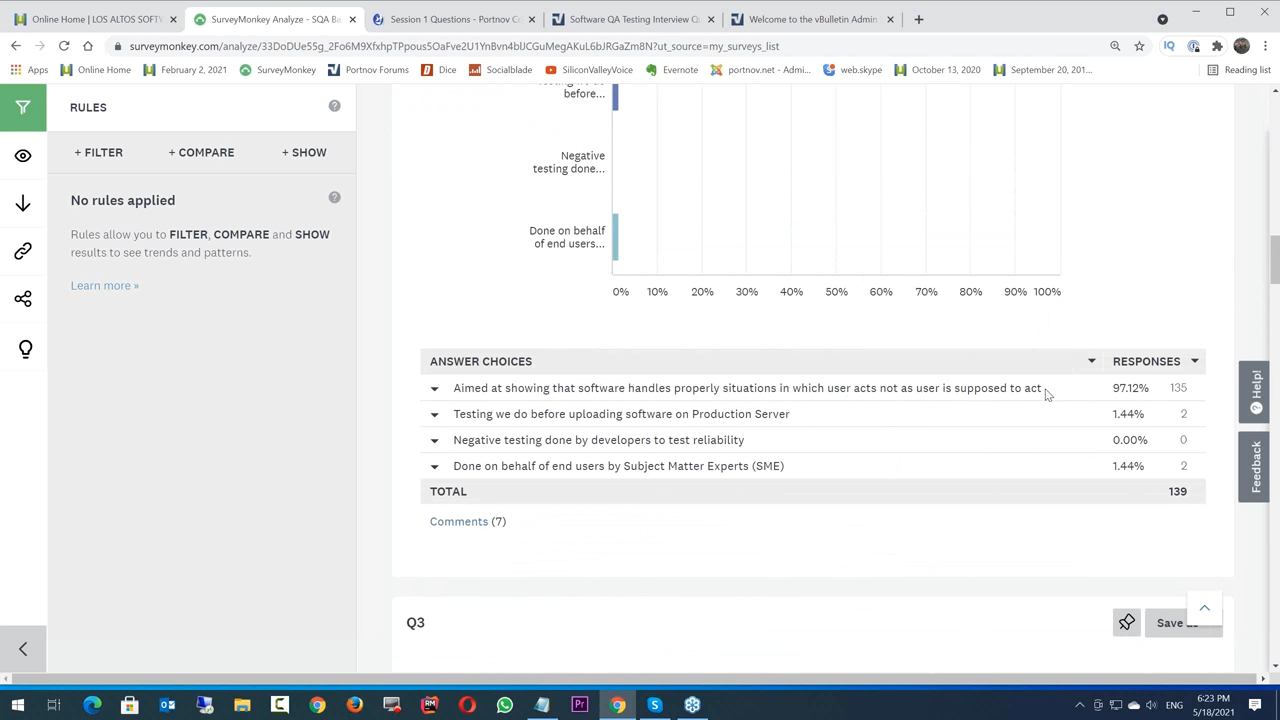 Online Home | LOS ALTOS SOFTW
SurveyMonkey Analyze - SQA Ba
Session 1 Questions - Portnov Co
Software QA Testing Interview Q
Welcome to the vBulletin Admin
surveymonkey.com/analyze/33DoDUe55g_2Fo6M9XfxhpTPpous5OaFve2U1YnBvn4bUCGcMegAKuL6bJRGaZm8N?ut_source=my_surveys_list
Apps
Online Home
February 2, 2021
SurveyMonkey
Portnov Forums
Dice
Socialblade
SiliconValleyVoice
Evernote
portnov.net - Admi...
web.skype
October 13, 2020
September 20, 201...
Reading list
RULES
+ FILTER
+ COMPARE
+ SHOW
No rules applied
Rules allow you to FILTER, COMPARE and SHOW
results to see trends and patterns.
Learn more »
before...
Negative
testing done...
Done on behalf
of end users...
0% 10% 20% 30% 40% 50% 60% 70% 80% 90% 100%
ANSWER CHOICES RESPONSES
Aimed at showing that software handles properly situations in which user acts not as user is supposed to act 97.12% 135
Testing we do before uploading software on Production Server 1.44% 2
Negative testing done by developers to test reliability 0.00% 0
Done on behalf of end users by Subject Matter Experts (SME) 1.44% 2
TOTAL 139
Comments (7)
Q3
Save as
Help!
Feedback
6:23 PM
5/18/2021